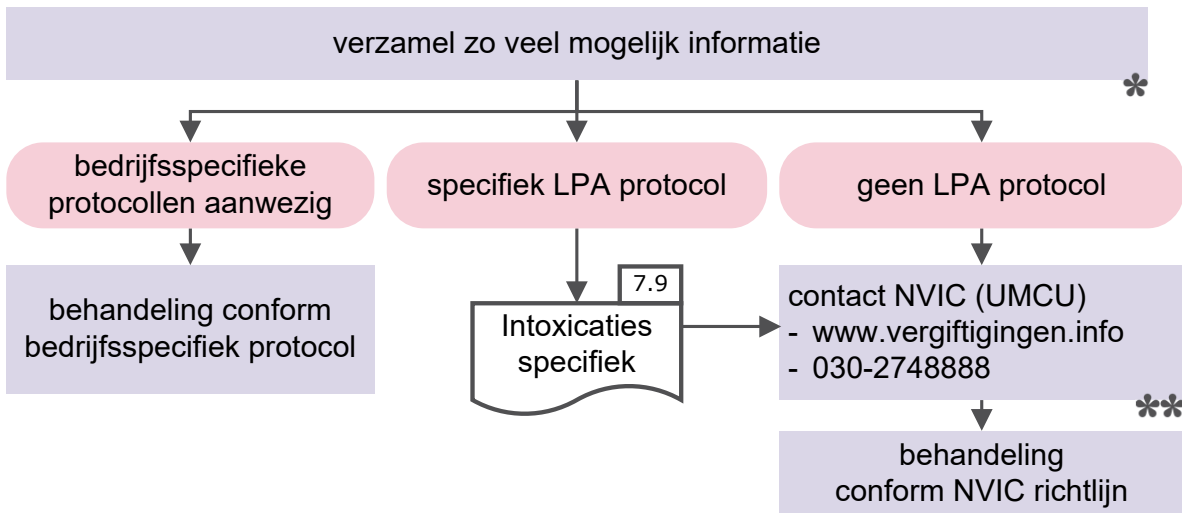 verzamel zo veel mogelijk informatie
*
bedrijfsspecifieke
protocollen aanwezig
specifiek LPA protocol
geen LPA protocol
behandeling conform
bedrijfsspecifiek protocol
7.9
Intoxicaties
specifiek
contact NVIC (UMCU)
- www.vergiftigingen.info
- 030-2748888
**
behandeling
conform NVIC richtlijn